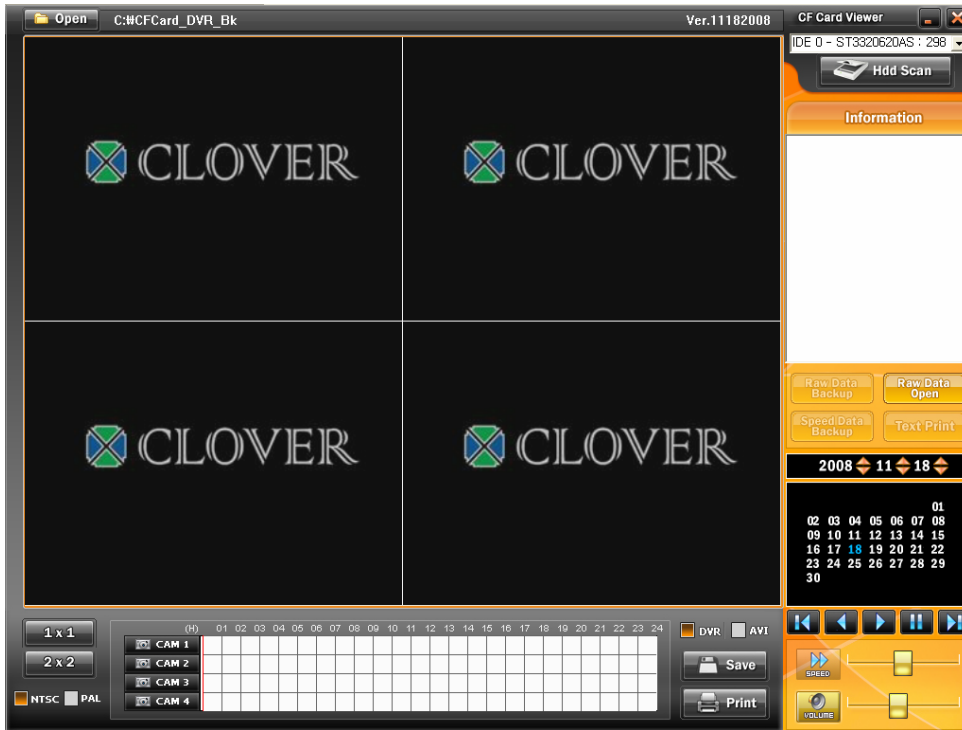 Open C:₩CFCard_DVR_Bk Ver.11182008
CF Card Viewer
IDE 0 - ST3320620AS : 298
Hdd Scan
Information
CLOVER CLOVER
CLOVER CLOVER
Raw Data Backup
Raw Data Open
Speed Data Backup
Text Print
2008 11 18
01
02 03 04 05 06 07 08
09 10 11 12 13 14 15
16 17 18 19 20 21 22
23 24 25 26 27 28 29
30
1 x 1
2 x 2
NTSC PAL
(H) 01 02 03 04 05 06 07 08 09 10 11 12 13 14 15 16 17 18 19 20 21 22 23 24
CAM 1
CAM 2
CAM 3
CAM 4
DVR AVI
Save
Print
SPEED
VOLUME